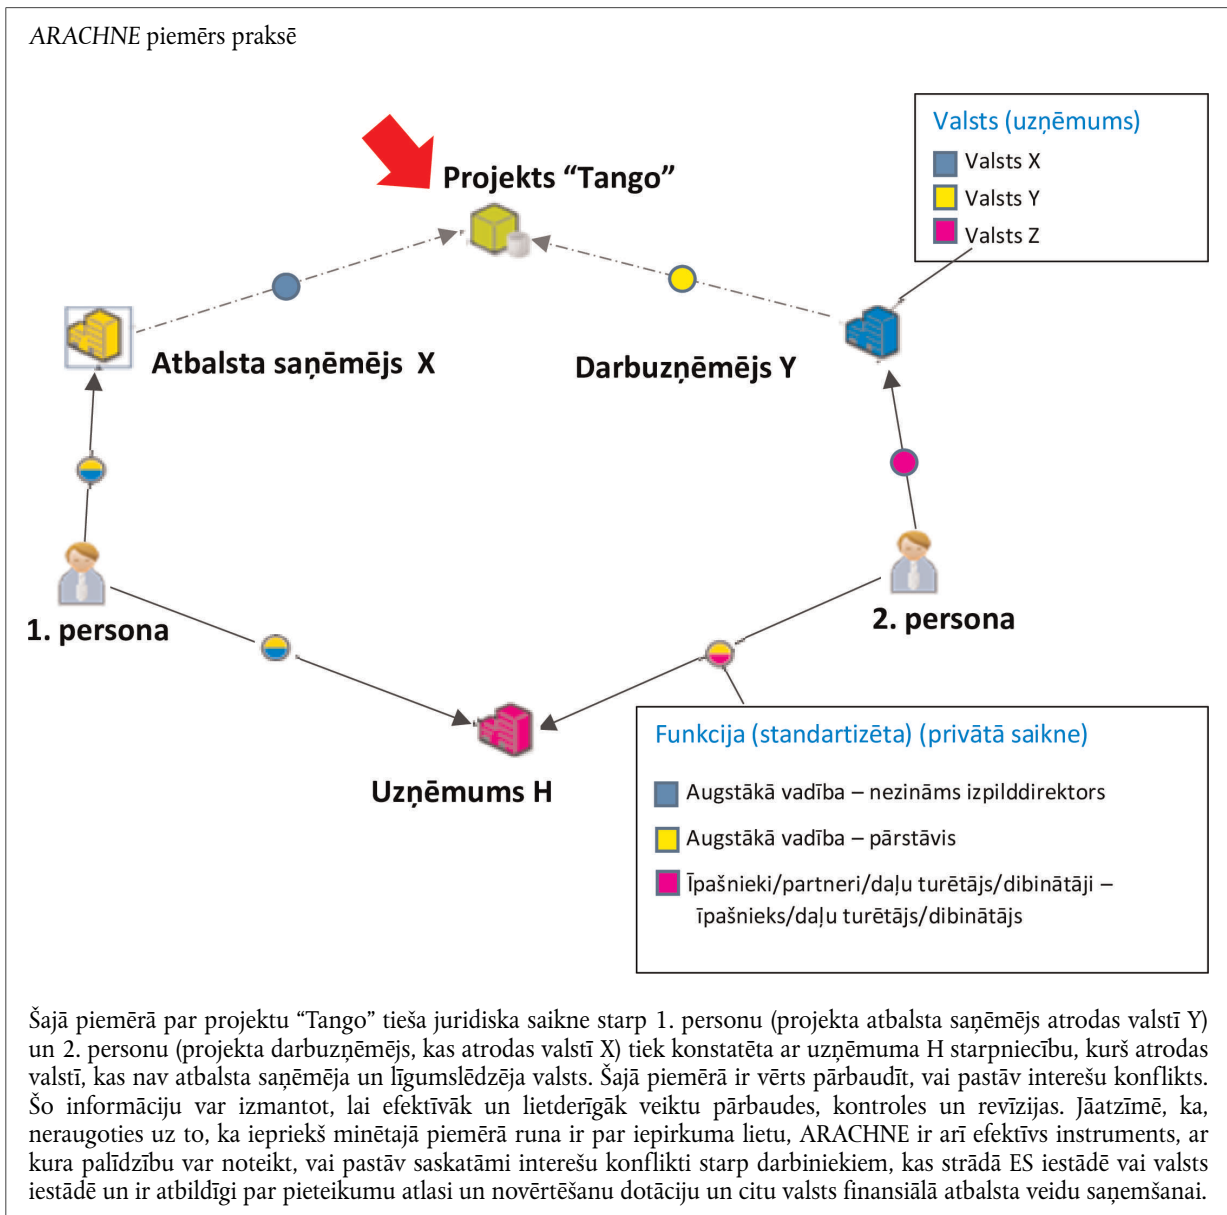 ARACHNE piemērs praksē
Valsts (uzņēmums)
Valsts X
Valsts Y
Valsts Z
Projekts “Tango”
Atbalsta saņēmējs X
Darbuzņēmējs Y
1. persona
2. persona
Uzņēmums H
Funkcija (standartizēta) (privātā saikne)
Augstākā vadība – nezināms izpilddirektors
Augstākā vadība – pārstāvis
Īpašnieki/partneri/daļu turētājs/dibinātāji –
īpašnieks/daļu turētājs/dibinātājs
Šajā piemērā par projektu “Tango” tieša juridiska saikne starp 1. personu (projekta atbalsta saņēmējs atrodas valstī Y)
un 2. personu (projekta darbuzņēmējs, kas atrodas valstī X) tiek konstatēta ar uzņēmuma H starpniecību, kurš atrodas
valstī, kas nav atbalsta saņēmēja un līgumslēdzēja valsts. Šajā piemērā ir vērts pārbaudīt, vai pastāv interešu konflikts.
Šo informāciju var izmantot, lai efektīvāk un lietderīgāk veiktu pārbaudes, kontroles un revīzijas. Jāatzīmē, ka,
neraugoties uz to, ka iepriekš minētajā piemērā runa ir par iepirkuma lietu, ARACHNE ir arī efektīvs instruments, ar
kura palīdzību var noteikt, vai pastāv saskatāmi interešu konflikti starp darbiniekiem, kas strādā ES iestādē vai valsts
iestādē un ir atbildīgi par pieteikumu atlasi un novērtēšanu dotāciju un citu valsts finansiālā atbalsta veidu saņemšanai.